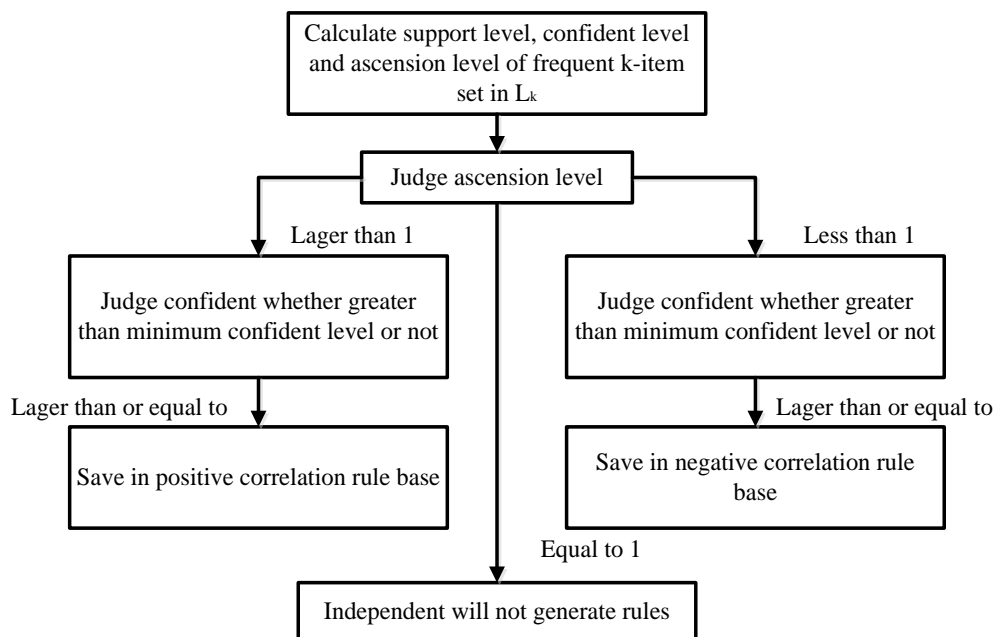 Calculate support level, confident level
and ascension level of frequent k-item
set in Lk
Judge ascension level
Lager than 1
Less than 1
Judge confident whether greater
than minimum confident level or not
Judge confident whether greater
than minimum confident level or not
Lager than or equal to
Lager than or equal to
Save in positive correlation rule base
Save in negative correlation rule
base
Equal to 1
Independent will not generate rules